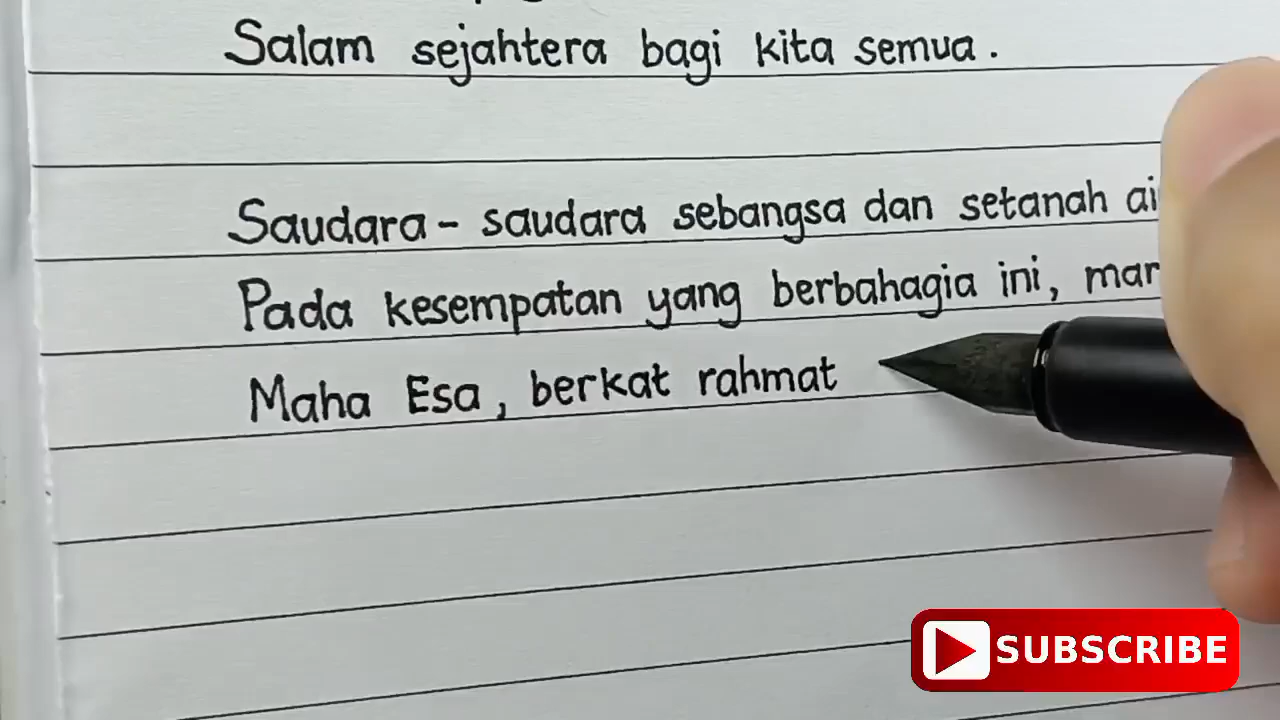 Salam sejahtera bagi kita semua.
Saudara - saudara sebangsa dan setanah
Pada kesempatan yang berbahagia ini,
Maha Esa, berkat rahmat
SUBSCRIBE